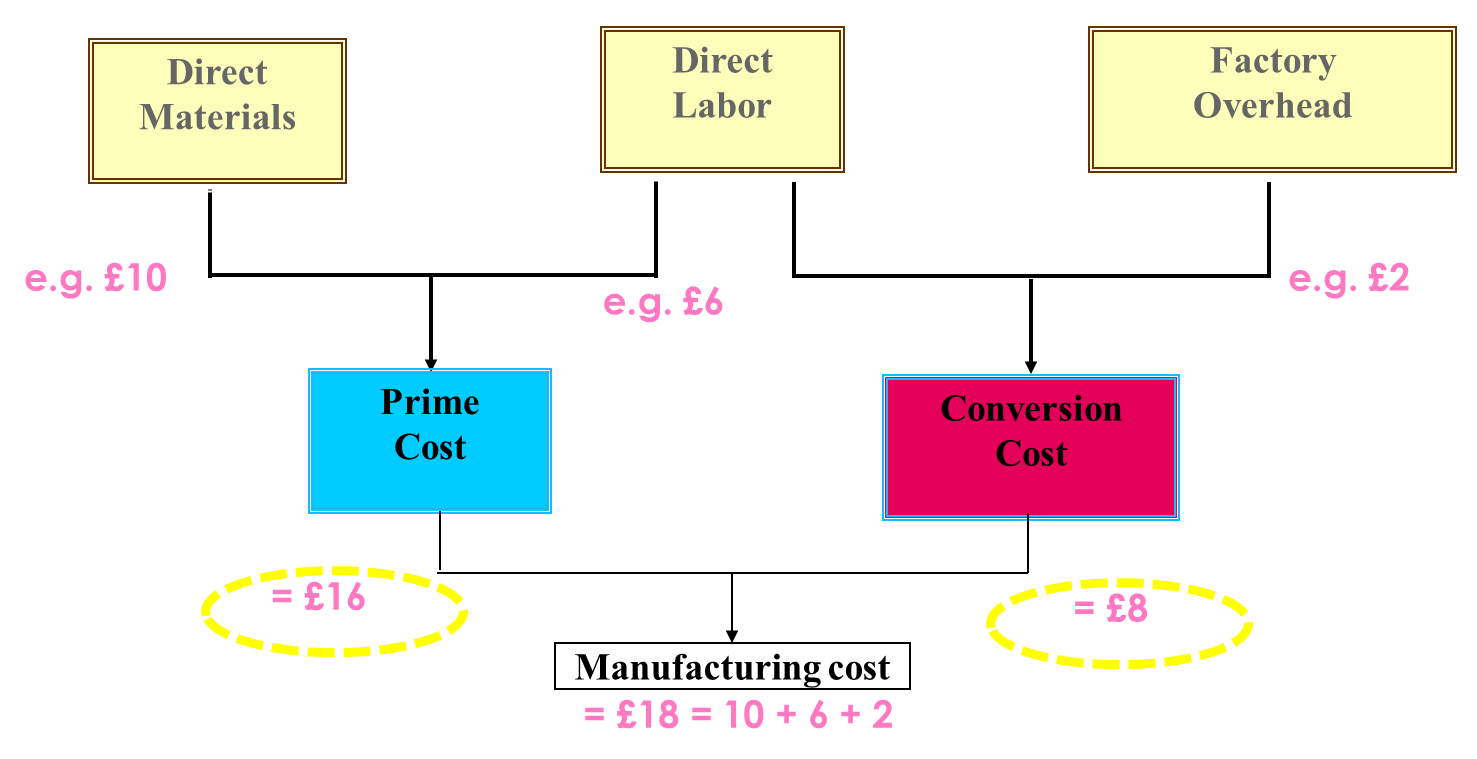 Direct
Materials
Direct
Labor
Factory
Overhead
e.g. £10
e.g. £6
e.g. £2
Prime
Cost
Conversion
Cost
= £16
= £8
Manufacturing cost
= £18 = 10 + 6 + 2